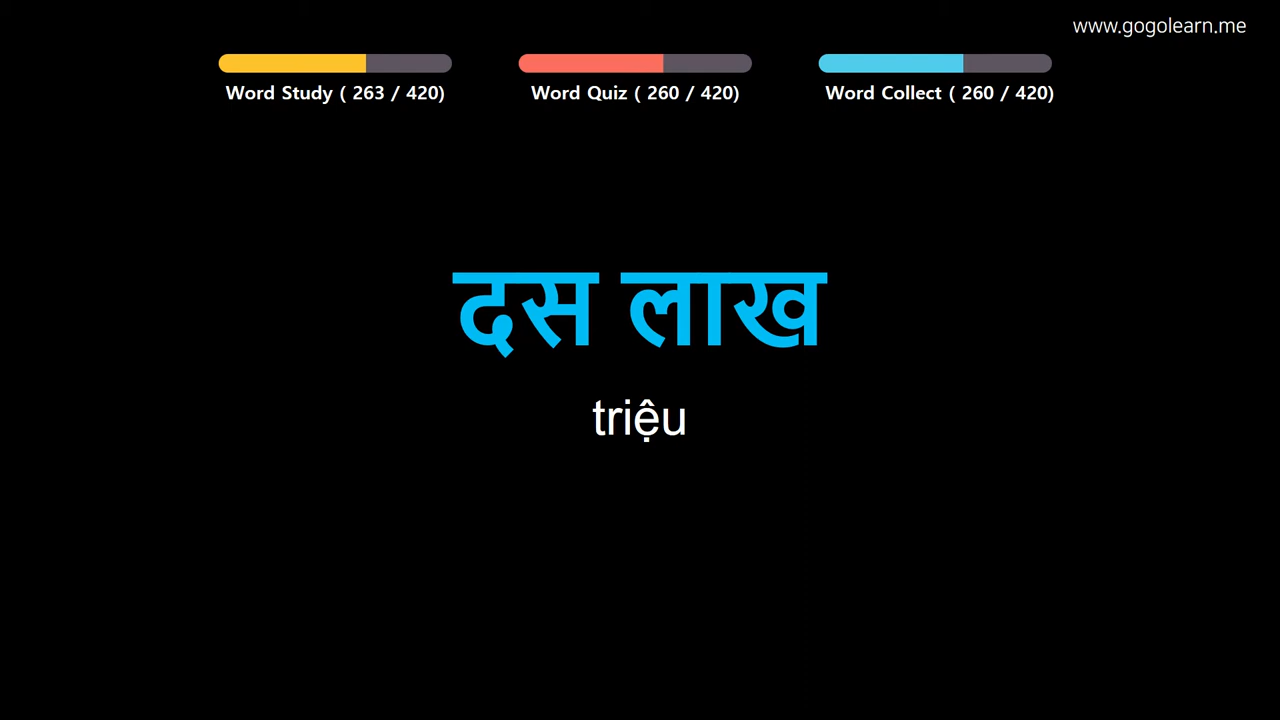 www.gogolearn.me
Word Study ( 263 / 420)
Word Quiz ( 260 / 420)
Word Collect ( 260 / 420)
दस लाख
triệu